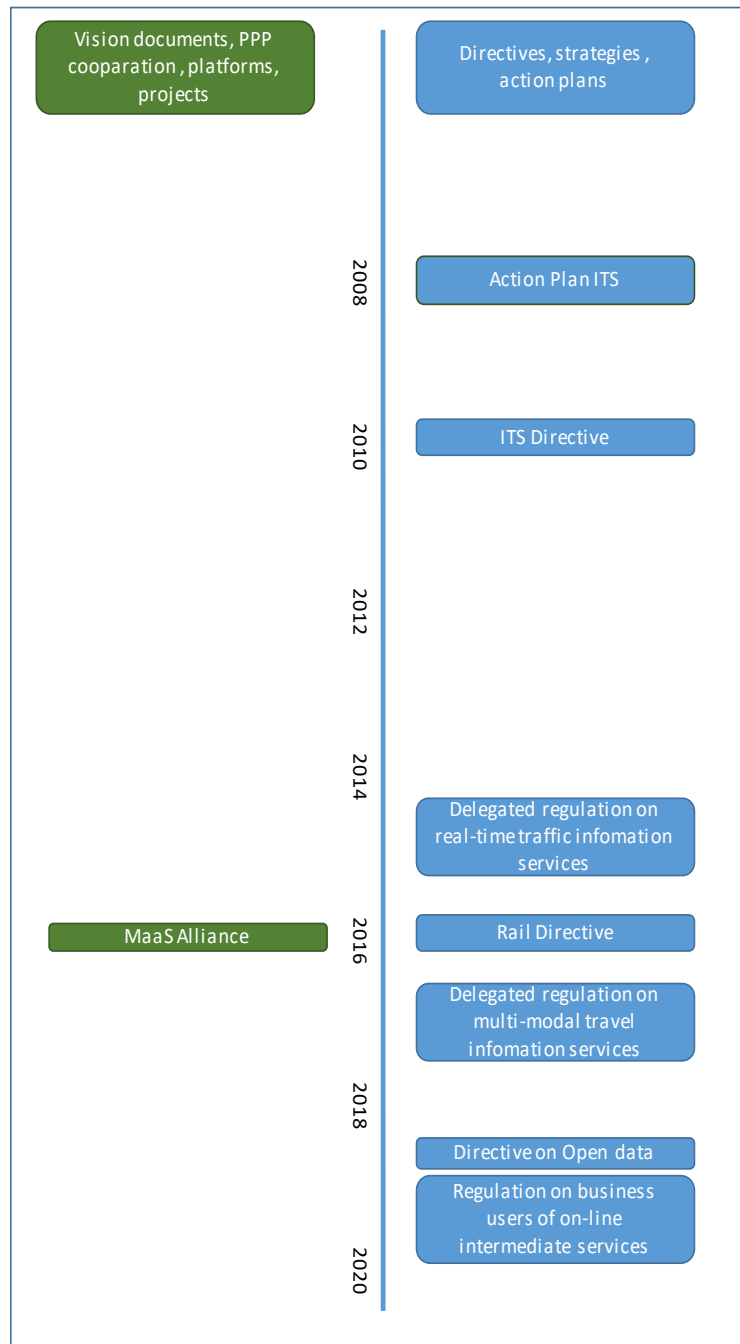 Vision documents, PPP
cooparation , platforms,
projects
Directives, strategies ,
action plans
2008
Action Plan ITS
2010
ITS Directive
2012
2014
Delegated regulation on
real-time traffic infomation
services
MaaS Alliance
2016
Rail Directive
Delegated regulation on
multi-modal travel
infomation services
2018
Directive on Open data
Regulation on business
users of on-line
intermediate services
2020